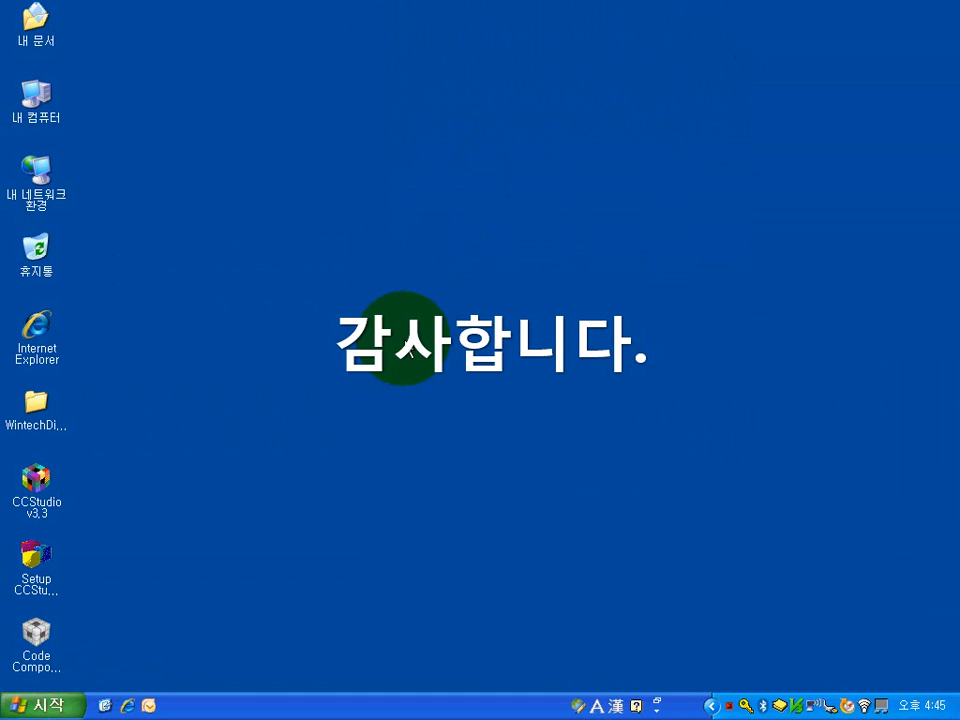 내 문서
내 컴퓨터
내 네트워크
환경
휴지통
Internet
Explorer
WintechDi...
CCStudio
v3.3
Setup
CCStu...
Code
Compo...
감사합니다.
시작
A 漢
오후 4:45